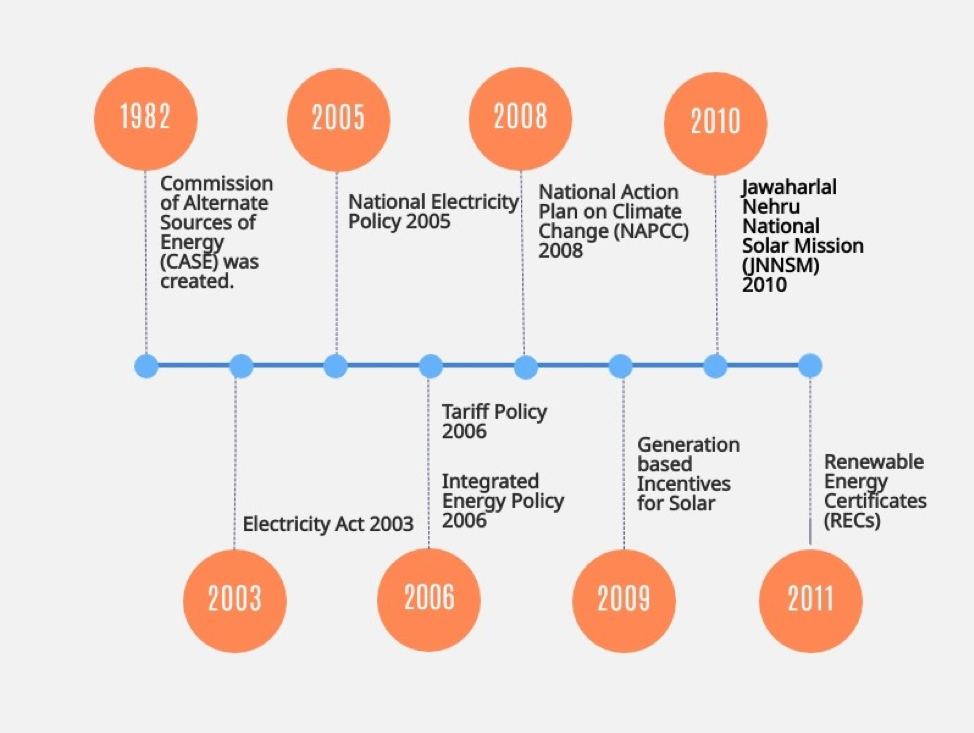 1982
2005
2008
2010
Commission
of Alternate
Sources of
Energy
(CASE) was
created.
National Electricity
Policy 2005
National Action
Plan on Climate
Change (NAPCC)
2008
Jawaharlal
Nehru
National
Solar Mission
(JNNSM)
2010
Electricity Act 2003
Tariff Policy
2006
Integrated
Energy Policy
2006
Generation
based
Incentives
for Solar
Renewable
Energy
Certificates
(RECs)
2003
2006
2009
2011